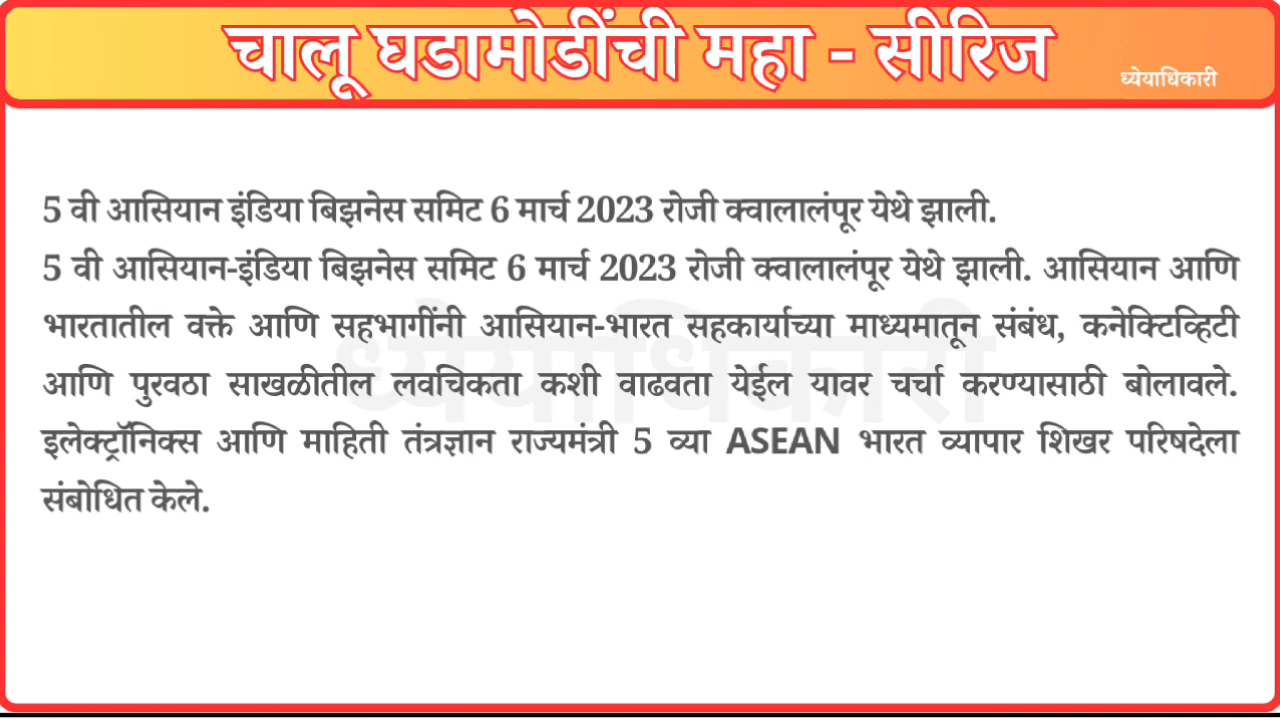 चालू घडामोडींची महा - सीरिज
ध्येयाधिकारी
5 वी आसियान इंडिया बिझनेस समिट 6 मार्च 2023 रोजी क्वालालंपूर येथे झाली.
5 वी आसियान-इंडिया बिझनेस समिट 6 मार्च 2023 रोजी क्वालालंपूर येथे झाली. आसियान आणि
भारतातील वक्ते आणि सहभागींनी आसियान-भारत सहकार्याच्या माध्यमातून संबंध, कनेक्टिव्हिटी
आणि पुरवठा साखळीतील लवचिकता कशी वाढवता येईल यावर चर्चा करण्यासाठी बोलावले.
इलेक्ट्रॉनिक्स आणि माहिती तंत्रज्ञान राज्यमंत्री 5 व्या ASEAN भारत व्यापार शिखर परिषदेला
संबोधित केले.
ध्येयाधिकारी